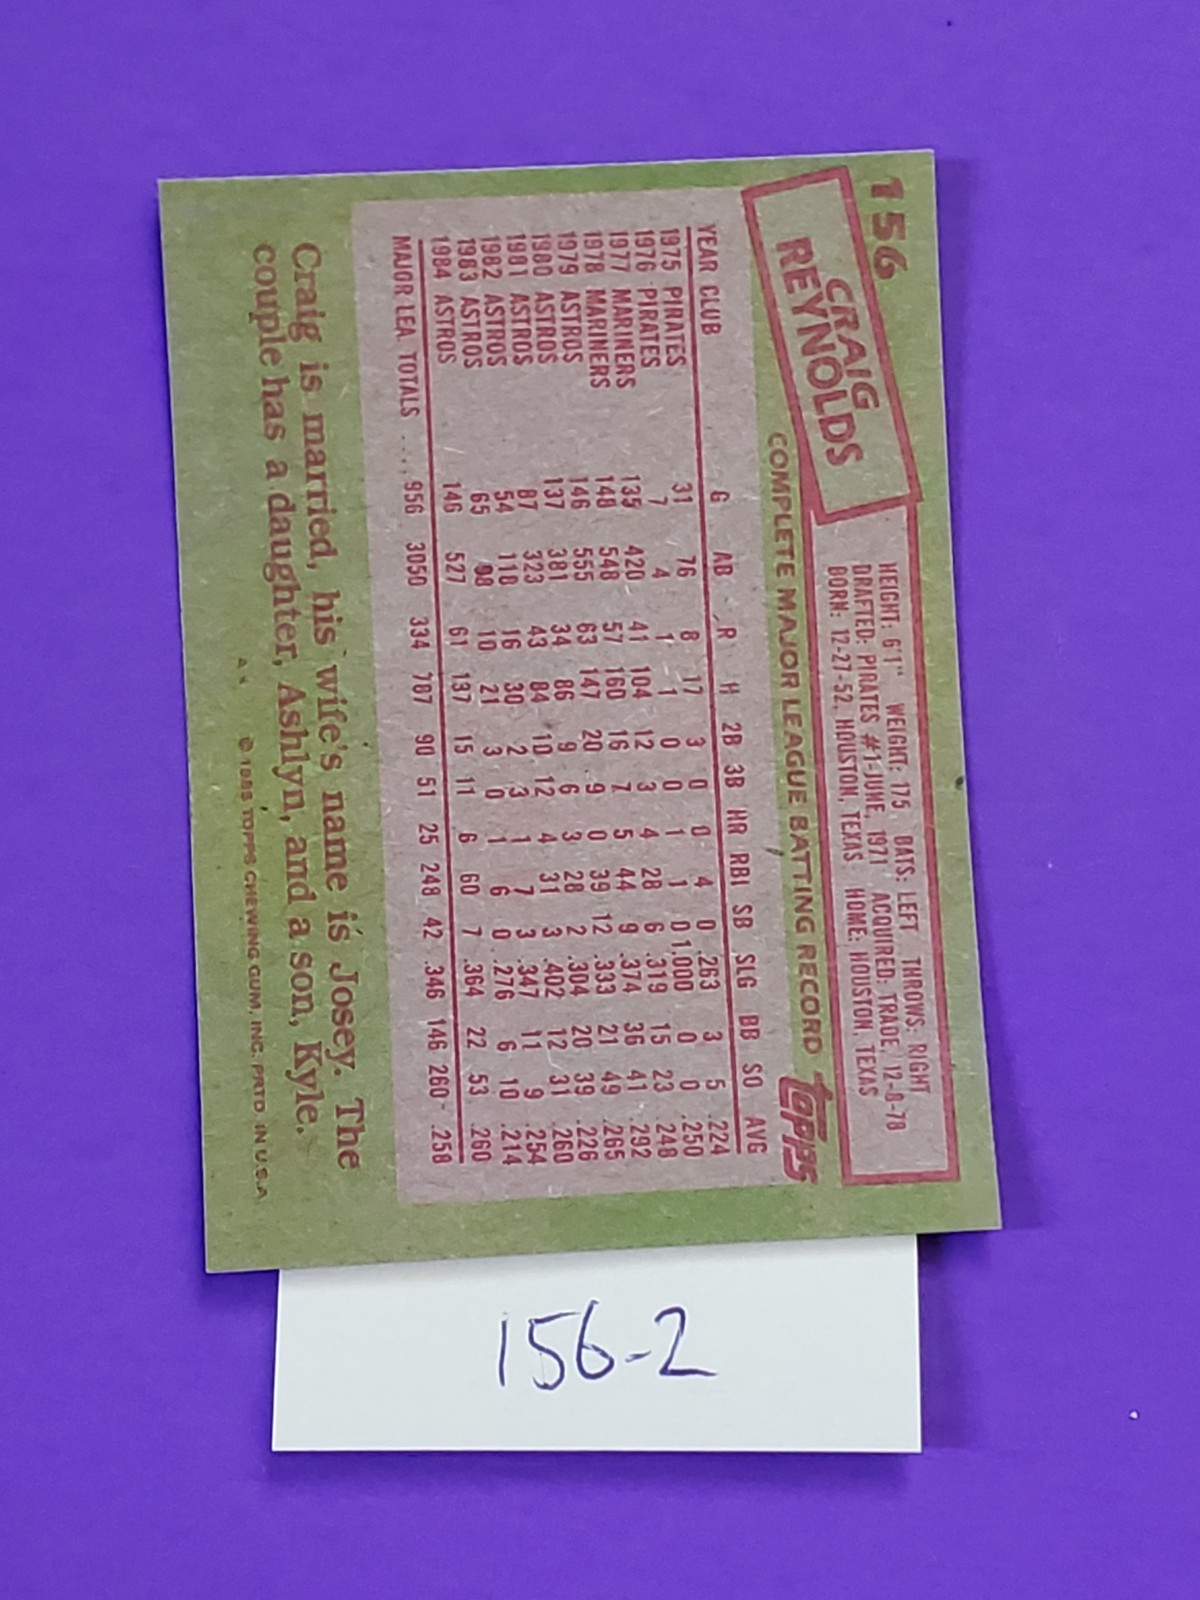 156
CRAIG
REYNOLDS
HEIGHT: 6'1" WEIGHT: 175 BATS: LEFT THROWS: RIGHT
DRAFTED: PIRATES #1-JUNE, 1971 ACQUIRED: TRADE, 12-8-78
BORN: 12-27-52, HOUSTON, TEXAS HOME: HOUSTON, TEXAS
COMPLETE MAJOR LEAGUE BATTING RECORD topps
YEAR CLUB G AB R H 2B 3B HR RBI SB SLG BB SO AVG
1975 PIRATES 31 76 8 17 3 0 0 4 0 .263 3 5 .224
1976 PIRATES 7 4 1 1 0 0 1 1 0 1.000 0 0 .250
1977 MARINERS 135 420 41 104 12 3 4 28 6 .319 15 23 .248
1978 MARINERS 148 548 57 160 16 7 5 44 9 .374 36 41 .292
1979 ASTROS 146 555 63 147 20 9 0 39 12 .333 21 49 .265
1980 ASTROS 137 381 34 86 9 6 3 28 2 .304 20 39 .226
1981 ASTROS 87 323 43 84 10 12 4 31 3 .402 12 31 .260
1982 ASTROS 54 118 16 30 2 3 1 7 3 .347 11 9 .254
1983 ASTROS 65 98 10 21 3 0 1 6 0 .276 6 10 .214
1984 ASTROS 146 527 61 137 15 11 6 60 7 .364 22 53 .260
MAJOR LEA. TOTALS .... 956 3050 334 787 90 51 25 248 42 .346 146 260 .258
Craig is married, his wife's name is Josey. The
couple has a daughter, Ashlyn, and a son, Kyle.
© 1985 TOPPS CHEWING GUM, INC. PRTD. IN U.S.A.
156-2